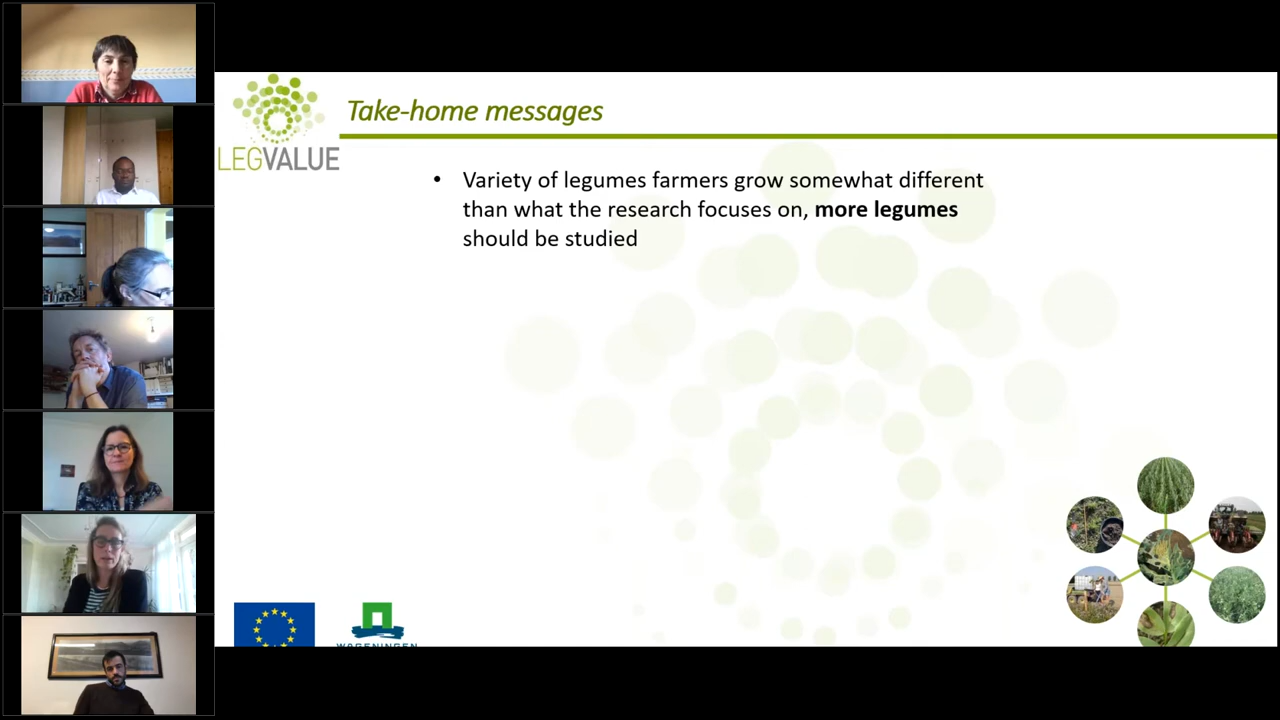 Take-home messages
LEGVALUE
• Variety of legumes farmers grow somewhat different
than what the research focuses on, more legumes
should be studied
WAGENINGEN